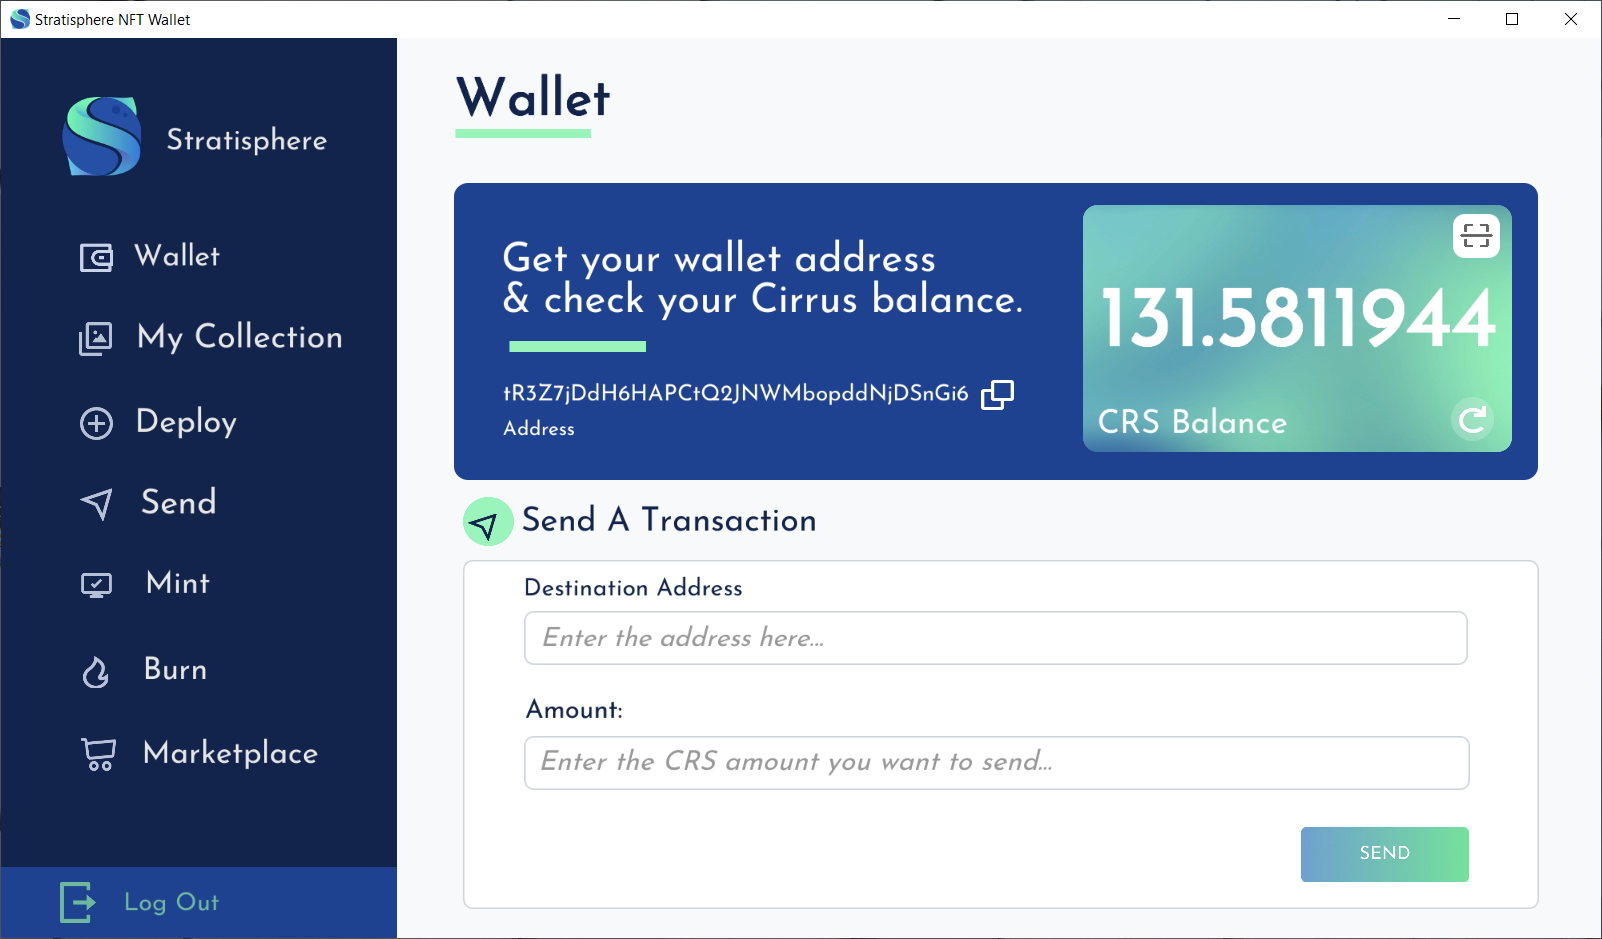 Stratisphere NFT Wallet
Stratisphere
Wallet
My Collection
Deploy
Send
Mint
Burn
Marketplace
Log Out
Wallet
Get your wallet address
& check your Cirrus balance.
tR3Z7jDdH6HAPCtQ2JNWMbopddNjDSnGi6
Address
131.5811944
CRS Balance
Send A Transaction
Destination Address
Enter the address here...
Amount:
Enter the CRS amount you want to send...
SEND